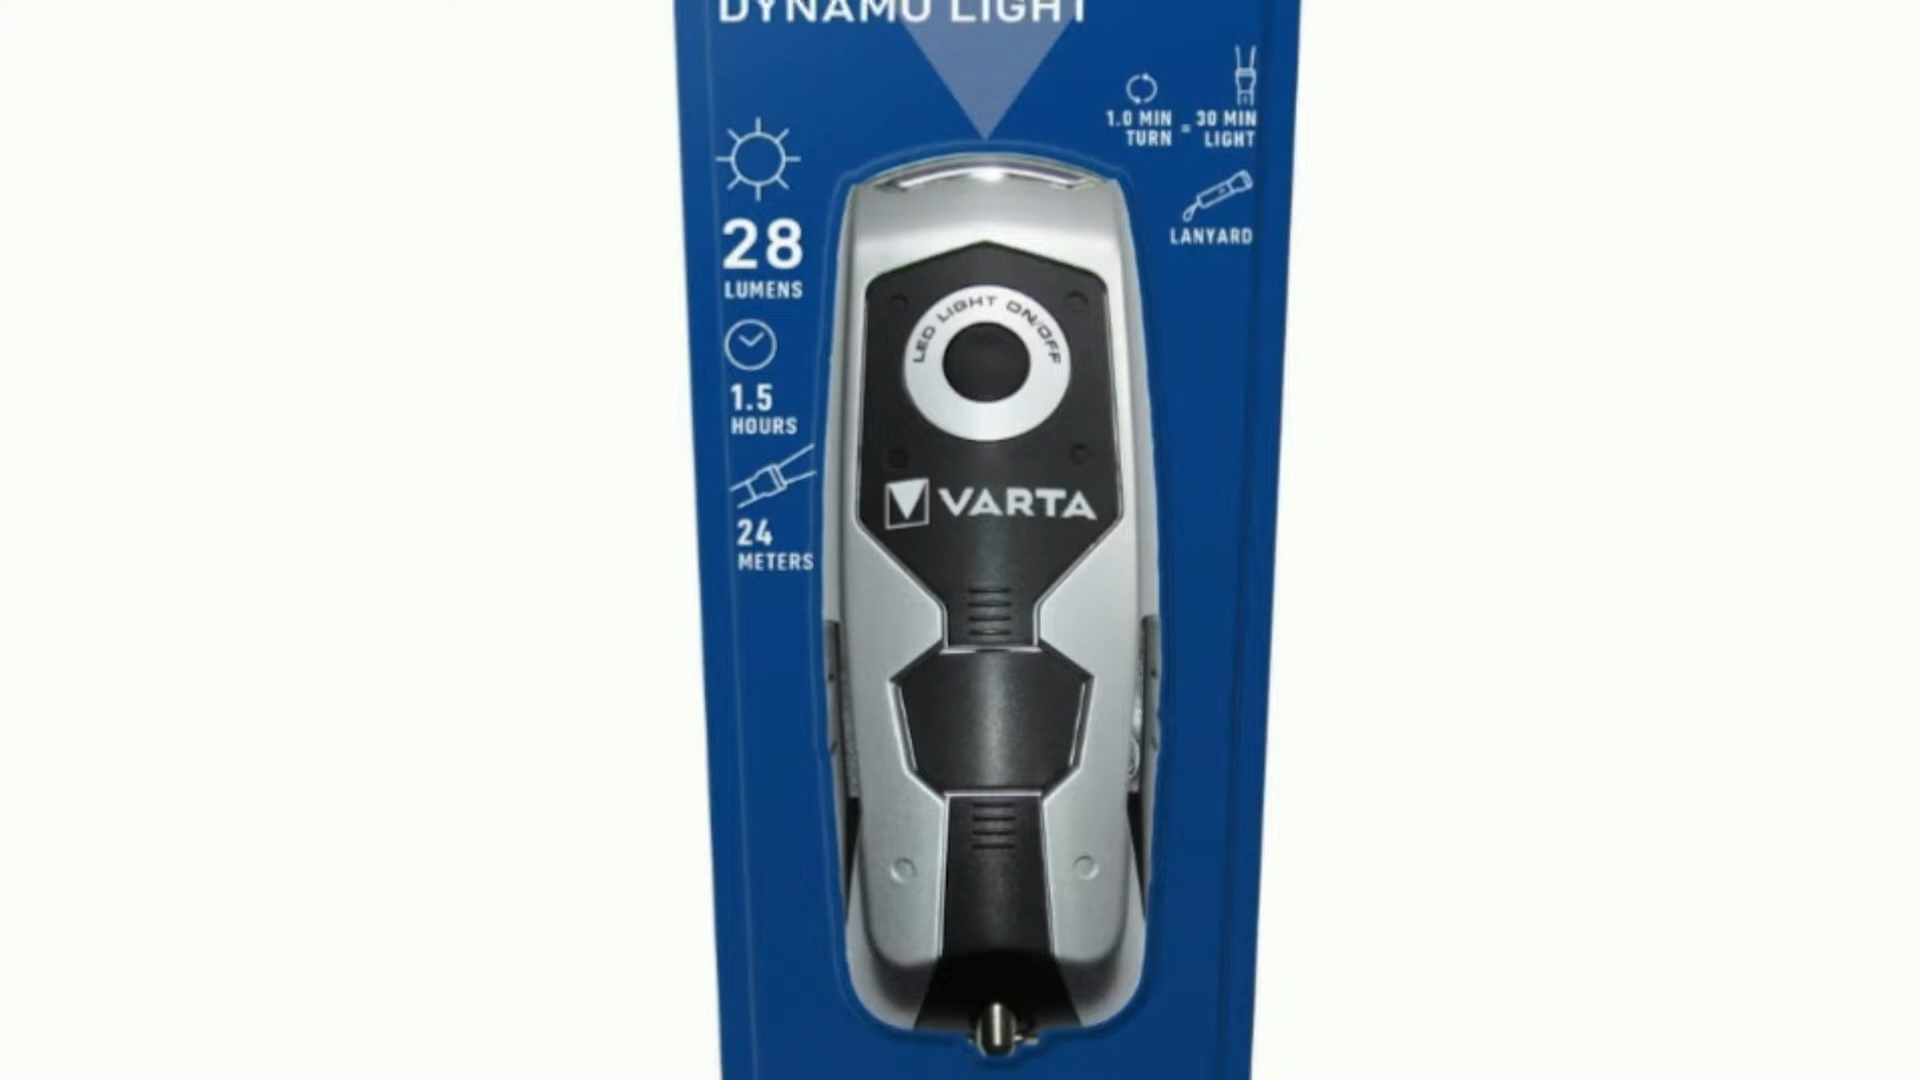 DYNAMO LIGHT
1.0 MIN TURN = 30 MIN LIGHT
LANYARD
28
LUMENS
1.5
HOURS
24
METERS
LED LIGHT ON/OFF
VARTA